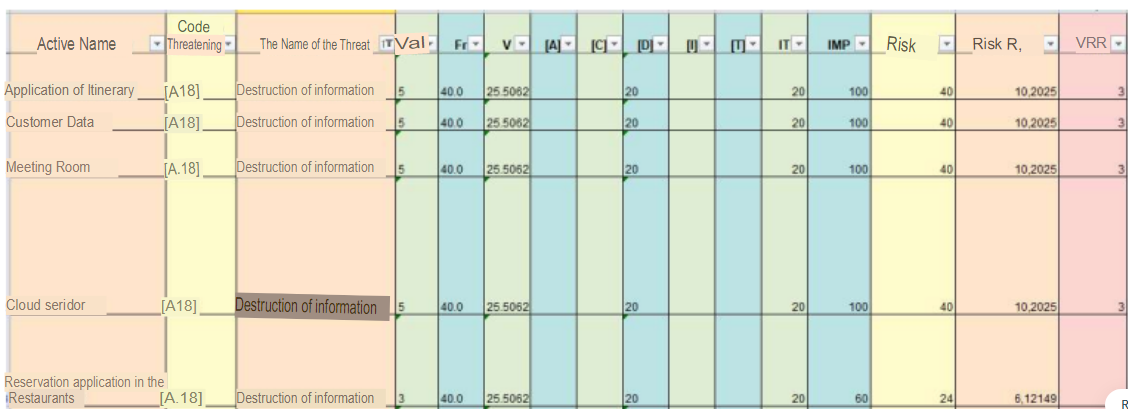 Active Name Code Threatening The Name of the Threat Val Fr V [A] [C] [D] [I] [T] IT IMP Risk Risk R, VRR
Application of Itinerary [A18] Destruction of information 5 40.0 25.5062 20 20 100 40 10,2025 3
Customer Data [A18] Destruction of information 5 40.0 25.5062 20 20 100 40 10,2025 3
Meeting Room [A.18] Destruction of information 5 40.0 25.5062 20 20 100 40 10,2025 3
Cloud seridor [A18] Destruction of information 5 40.0 25.5062 20 20 100 40 10,2025 3
Reservation application in the
Restaurants [A.18] Destruction of information 3 40.0 25.5062 20 20 60 24 6,12149
R